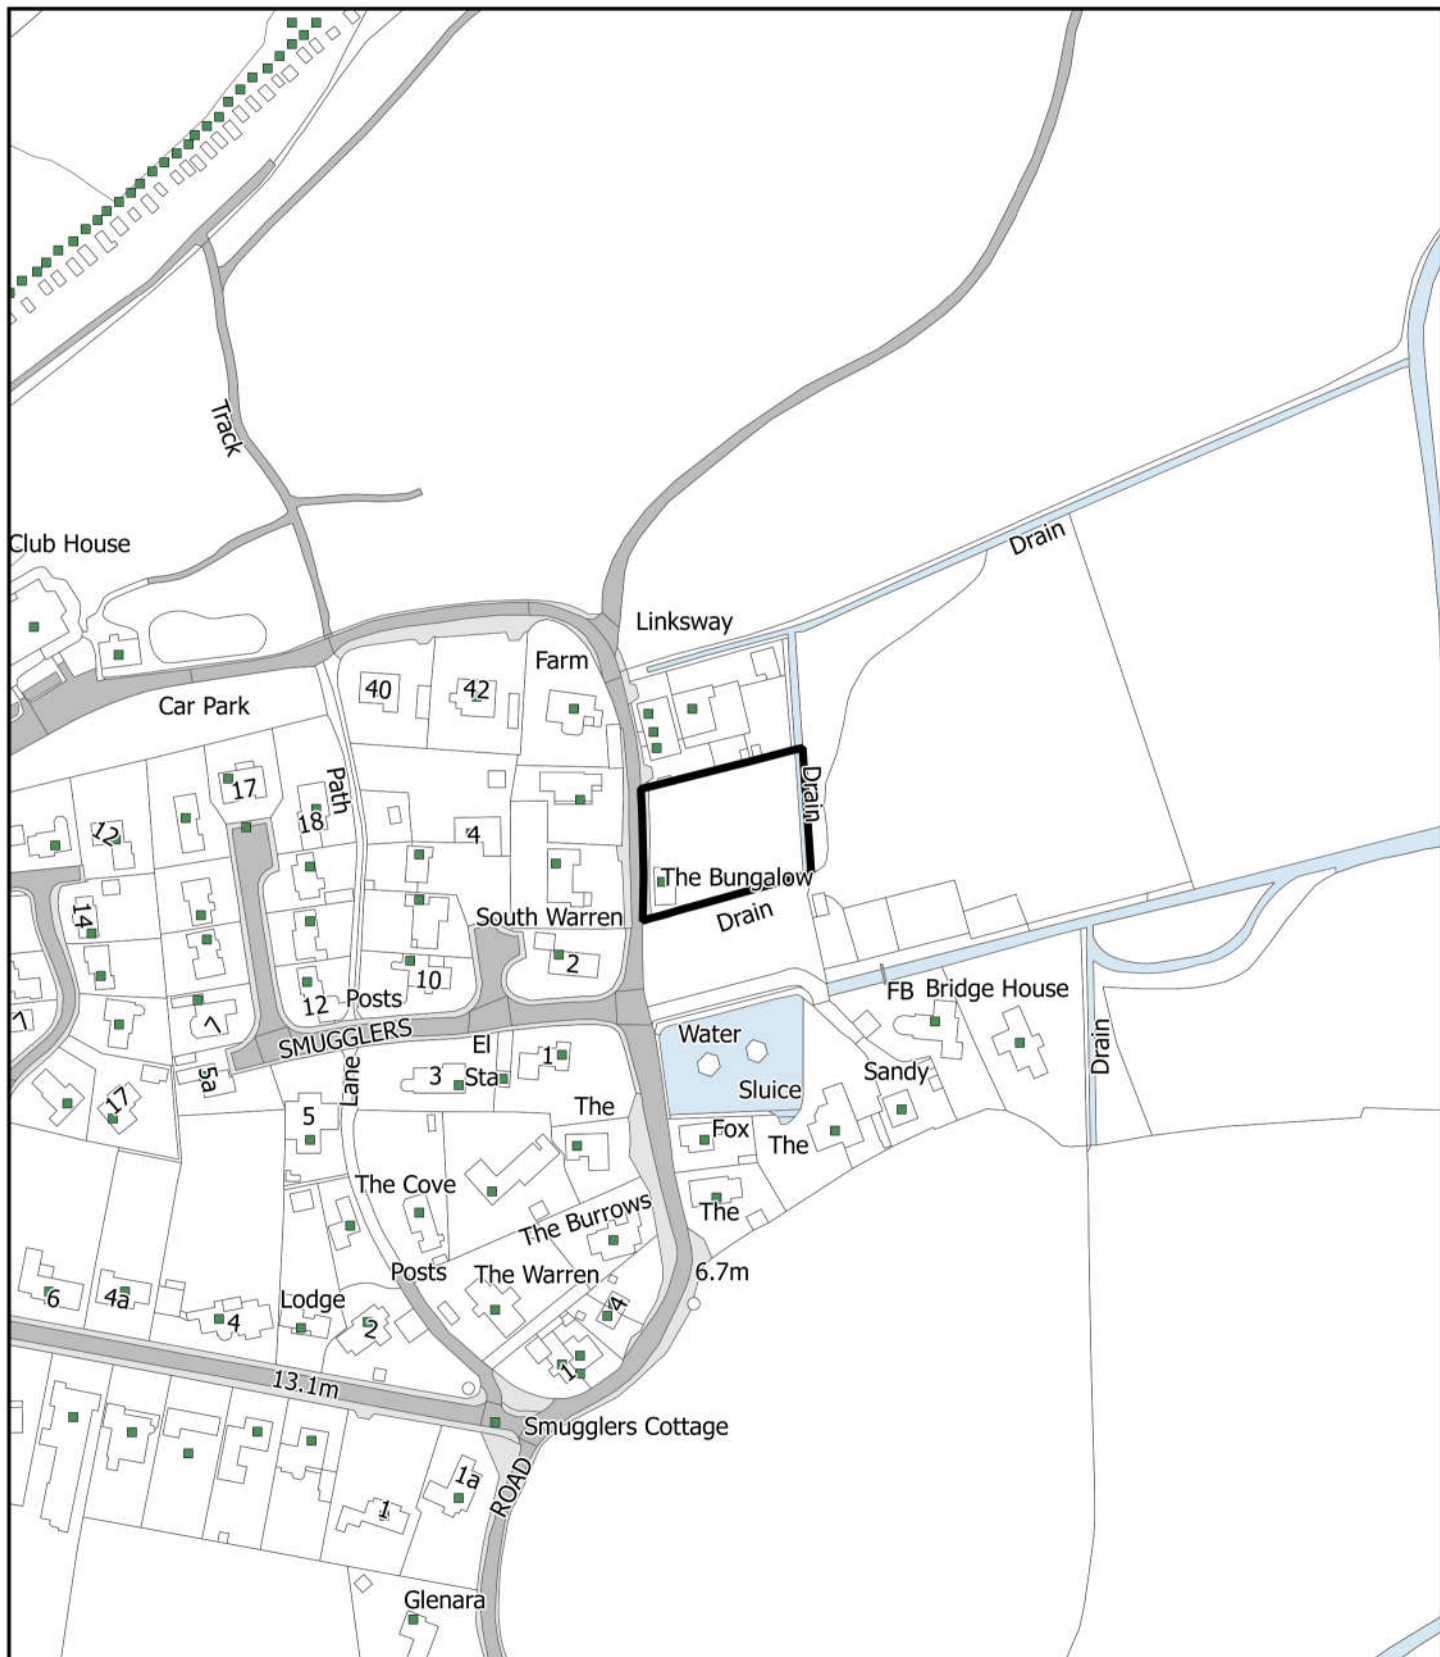 Track
Drain
Club House
Linksway
Farm
40
42
Car Park
17
Path
Drain
18
12
4
The Bungalow
14
South Warren
Drain
2
10
12
Posts
7
7
FB
Bridge House
SMUGGLERS
El
Water
Drain
1
Lane
3
Sta
5a
Sandy
Sluice
17
5
The
Fox
The
The Cove
The Burrows
The
Posts
The Warren
6.7m
6
4a
Lodge
4
4
2
1
13.1m
Smugglers Cottage
1a
ROAD
1
Glenara